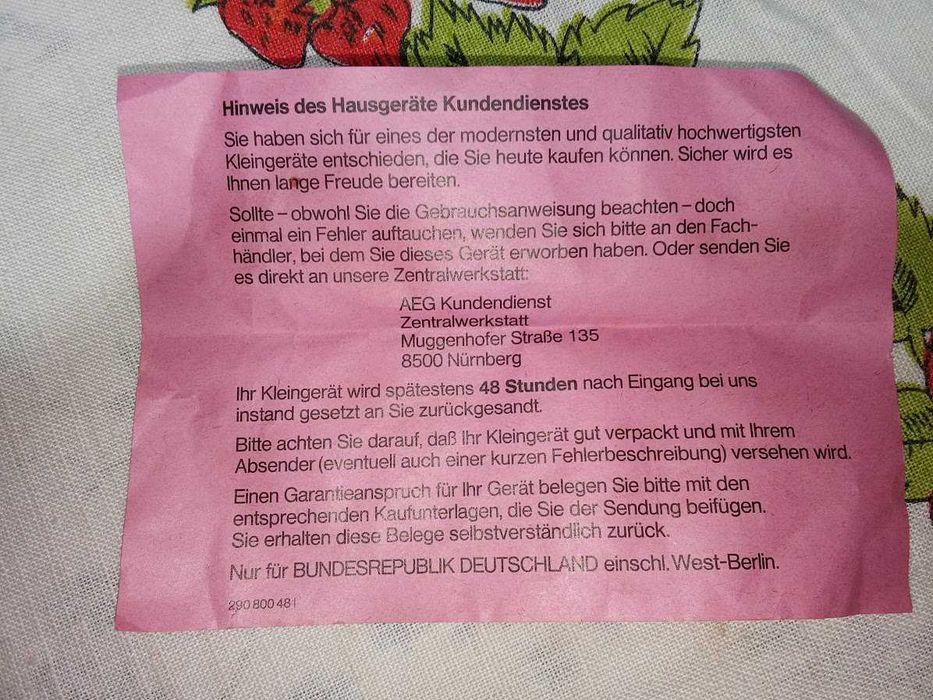 Hinweis des Hausgeräte Kundendienstes
Sie haben sich für eines der modernsten und qualitativ hochwertigsten
Kleingeräte entschieden, die Sie heute kaufen können. Sicher wird es
Ihnen lange Freude bereiten.
Sollte – obwohl Sie die Gebrauchsanweisung beachten – doch
einmal ein Fehler auftauchen, wenden Sie sich bitte an den Fach-
händler, bei dem Sie dieses Gerät erworben haben. Oder senden Sie
es direkt an unsere Zentralwerkstatt:
AEG Kundendienst
Zentralwerkstatt
Muggenhofer Straße 135
8500 Nürnberg
Ihr Kleingerät wird spätestens 48 Stunden nach Eingang bei uns
instand gesetzt an Sie zurückgesandt.
Bitte achten Sie darauf, daß Ihr Kleingerät gut verpackt und mit Ihrem
Absender (eventuell auch einer kurzen Fehlerbeschreibung) versehen wird.
Einen Garantieanspruch für Ihr Gerät belegen Sie bitte mit den
entsprechenden Kaufunterlagen, die Sie der Sendung beifügen.
Sie erhalten diese Belege selbstverständlich zurück.
Nur für BUNDESREPUBLIK DEUTSCHLAND einschl. West-Berlin.
290 800 481